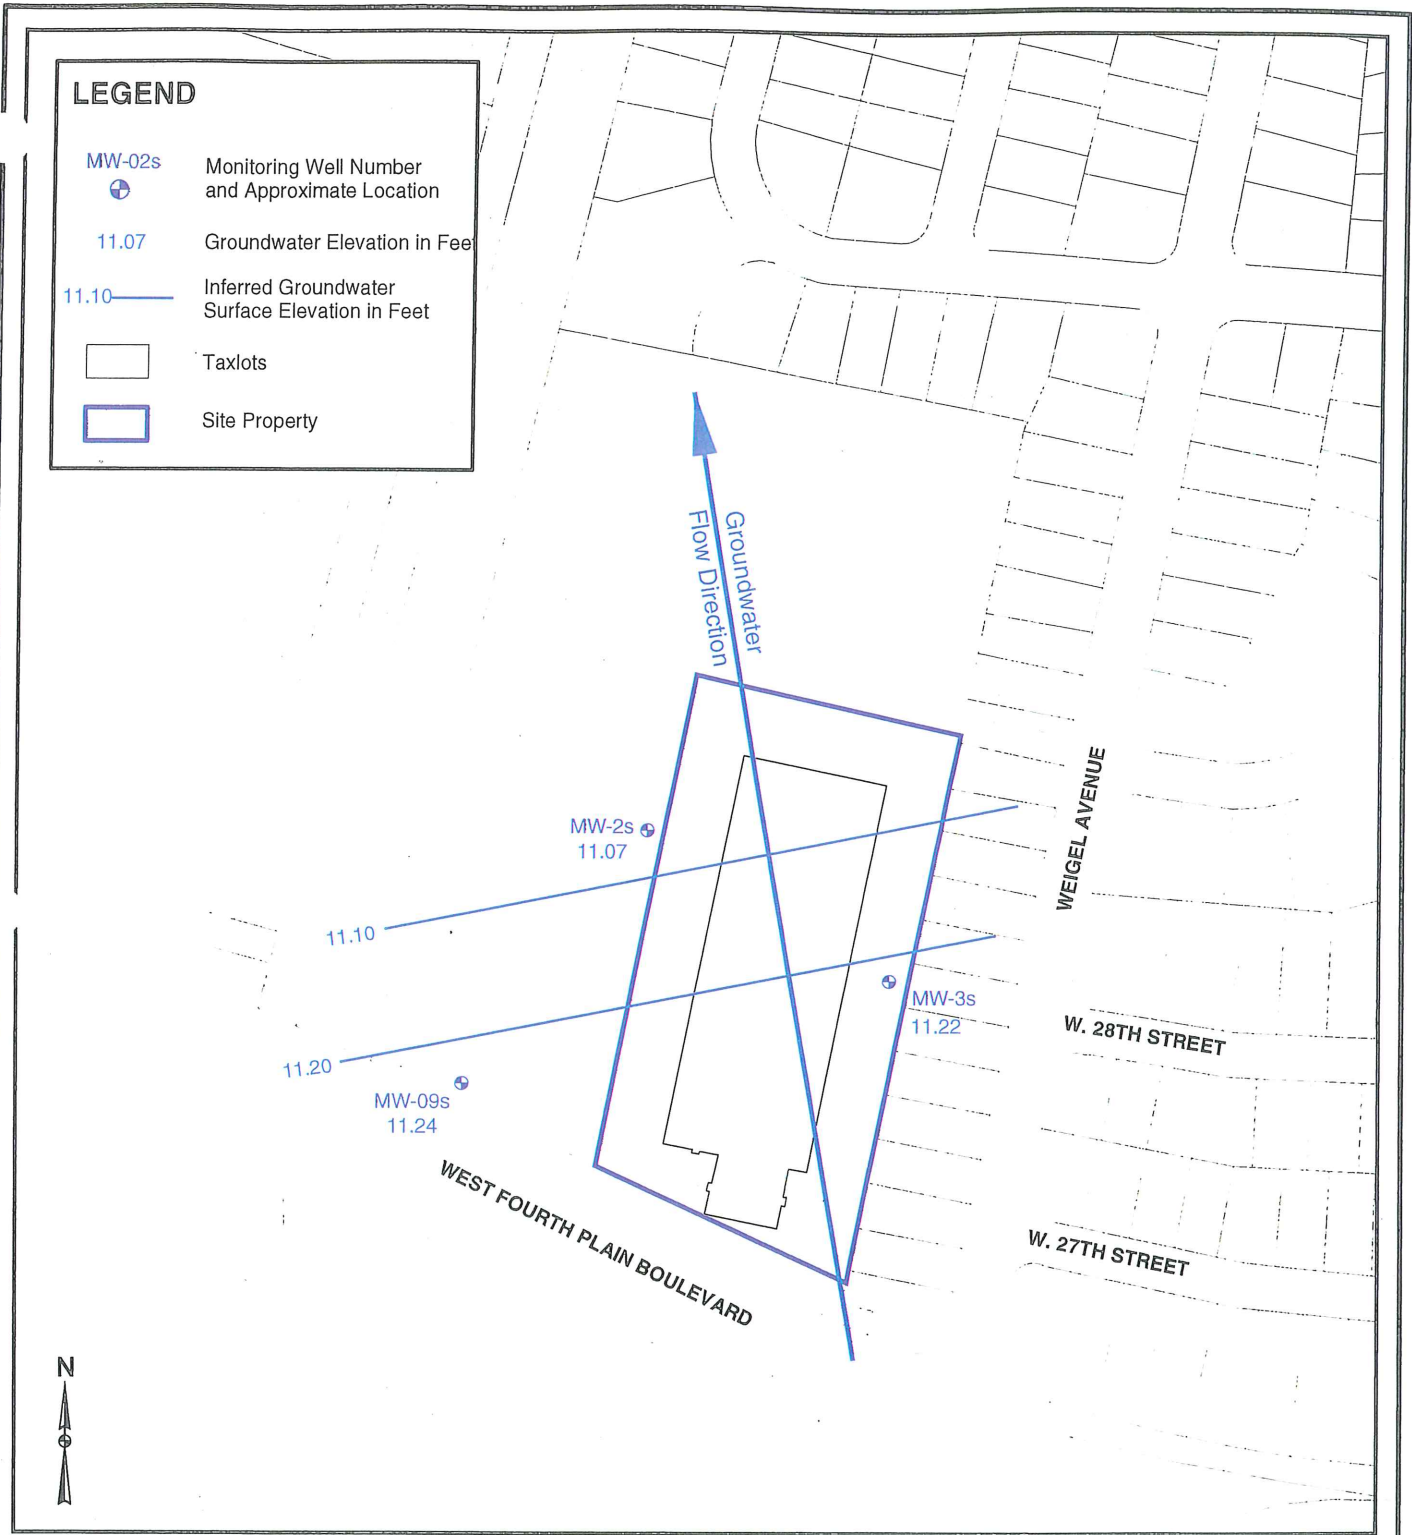 LEGEND
MW-02s
Monitoring Well Number
and Approximate Location
11.07
Groundwater Elevation in Feet
11.10
Inferred Groundwater
Surface Elevation in Feet
Taxlots
Site Property
Groundwater
Flow Direction
MW-2s
11.07
11.10
WEIGEL AVENUE
MW-3s
11.22
11.20
MW-09s
11.24
W. 28TH STREET
WEST FOURTH PLAIN BOULEVARD
W. 27TH STREET
N